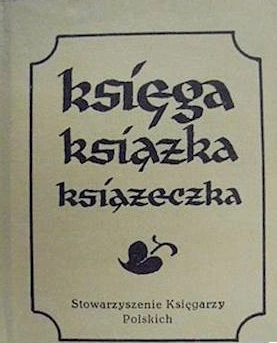 księga
książka
książeczka
Stowarzyszenie Księgarzy
Polskich